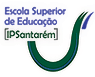 Escola Superior
de Educação
[IPSantarém]